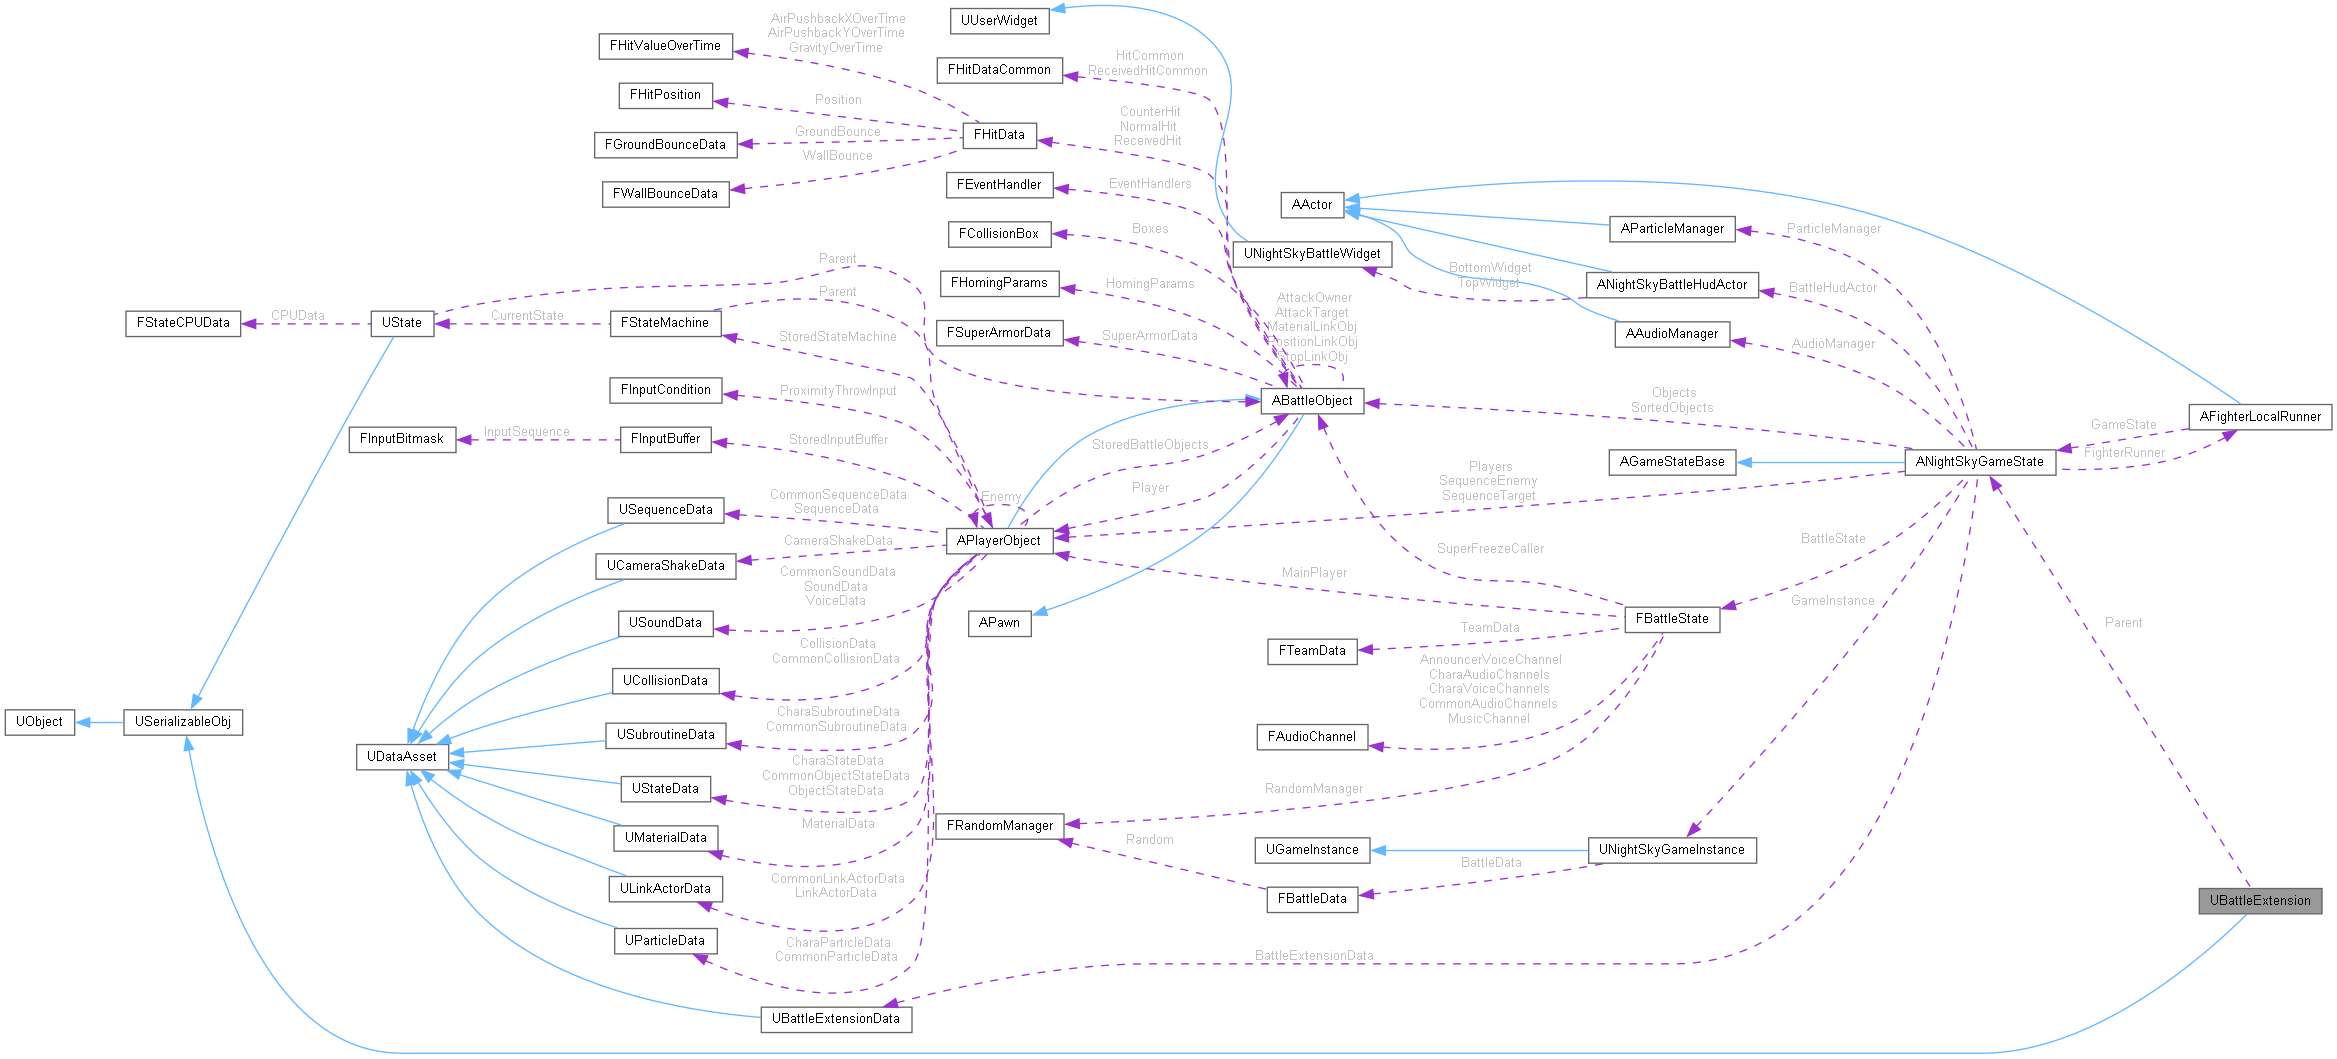 AirPushbackXOverTime
AirPushbackYOverTime
GravityOverTime
UUserWidget
FHitValueOverTime
HitCommon
ReceivedHitCommon
FHitDataCommon
FHitPosition
Position
CounterHit
NormalHit
ReceivedHit
FHitData
GroundBounce
FGroundBounceData
WallBounce
FWallBounceData
FEventHandler
EventHandlers
AActor
FCollisionBox
Boxes
AParticleManager
ParticleManager
UNightSkyBattleWidget
Parent
BottomWidget
TopWidget
FHomingParams
HomingParams
ANightSkyBattleHudActor
BattleHudActor
Parent
AttackOwner
AttackTarget
MaterialLinkObj
PositionLinkObj
StopLinkObj
FStateCPUData
CPUData
UState
CurrentState
FStateMachine
StoredStateMachine
FSuperArmorData
SuperArmorData
AAudioManager
AudioManager
FInputCondition
ProximityThrowInput
ABattleObject
Objects
SortedObjects
AFighterLocalRunner
GameState
FighterRunner
FInputBitmask
InputSequence
FInputBuffer
StoredInputBuffer
StoredBattleObjects
AGameStateBase
ANightSkyGameState
Players
SequenceEnemy
SequenceTarget
Player
Enemy
USequenceData
CommonSequenceData
SequenceData
APlayerObject
CameraShakeData
UCameraShakeData
SuperFreezeCaller
BattleState
MainPlayer
CommonSoundData
SoundData
VoiceData
GameInstance
USoundData
APawn
FBattleState
Parent
TeamData
FTeamData
CollisionData
CommonCollisionData
UCollisionData
AnnouncerVoiceChannel
CharaAudioChannels
CharaVoiceChannels
CommonAudioChannels
MusicChannel
UObject
USerializableObj
CharaSubroutineData
CommonSubroutineData
USubroutineData
FAudioChannel
UDataAsset
CharaStateData
CommonObjectStateData
ObjectStateData
UStateData
RandomManager
MaterialData
UMaterialData
FRandomManager
Random
UGameInstance
UNightSkyGameInstance
BattleData
CommonLinkActorData
LinkActorData
ULinkActorData
FBattleData
UBattleExtension
UParticleData
CharaParticleData
CommonParticleData
BattleExtensionData
UBattleExtensionData